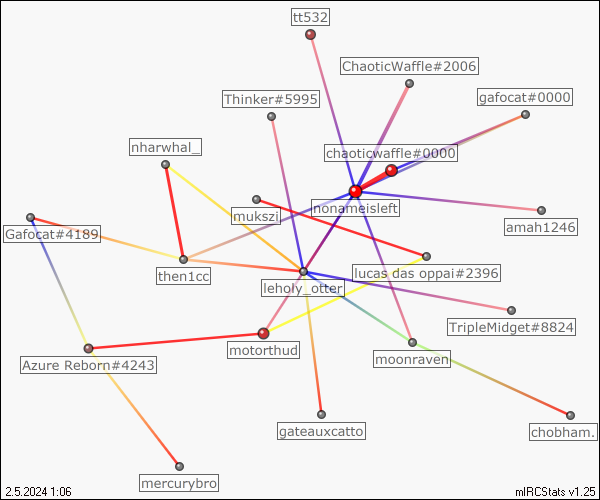 tt532
ChaoticWaffle#2006
Thinker#5995
gafocat#0000
nharwhal_
chaoticwaffle#0000
mukszi
nonameisleft
amah1246
Gafocat#4189
then1cc
lucas das oppai#2396
leholy_otter
TripleMidget#8824
motorthud
moonraven
Azure Reborn#4243
gateauxcatto
chobham.
mercurybro
2.5.2024 1:06
mIRCStats v1.25